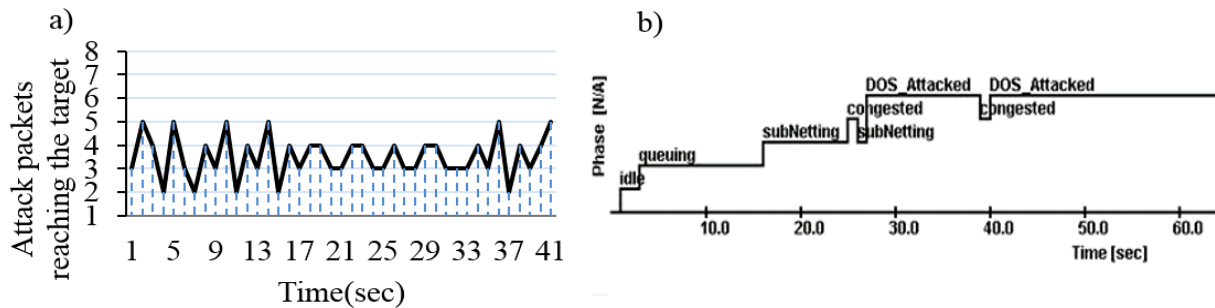 a)
Attack packets
reaching the target
8
7
6
5
4
3
2
1
1 5 9 13 17 21 25 29 33 37 41
Time(sec)
b)
Phase [N/A]
DOS_Attacked DOS_Attacked
congested congested
subNetting subNetting
queuing
idle
10.0 20.0 30.0 40.0 50.0 60.0
Time [sec]